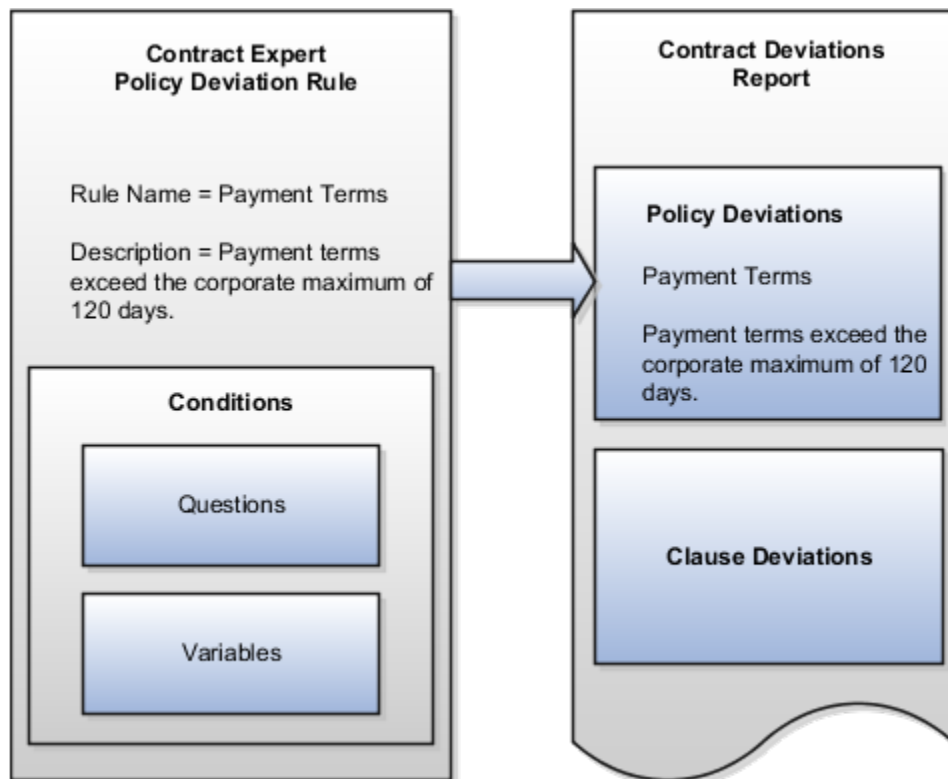 Contract Expert
Policy Deviation Rule
Rule Name = Payment Terms
Description = Payment terms
exceed the corporate maximum of
120 days.
Conditions
Questions
Variables
Contract Deviations
Report
Policy Deviations
Payment Terms
Payment terms exceed the
corporate maximum of 120
days.
Clause Deviations